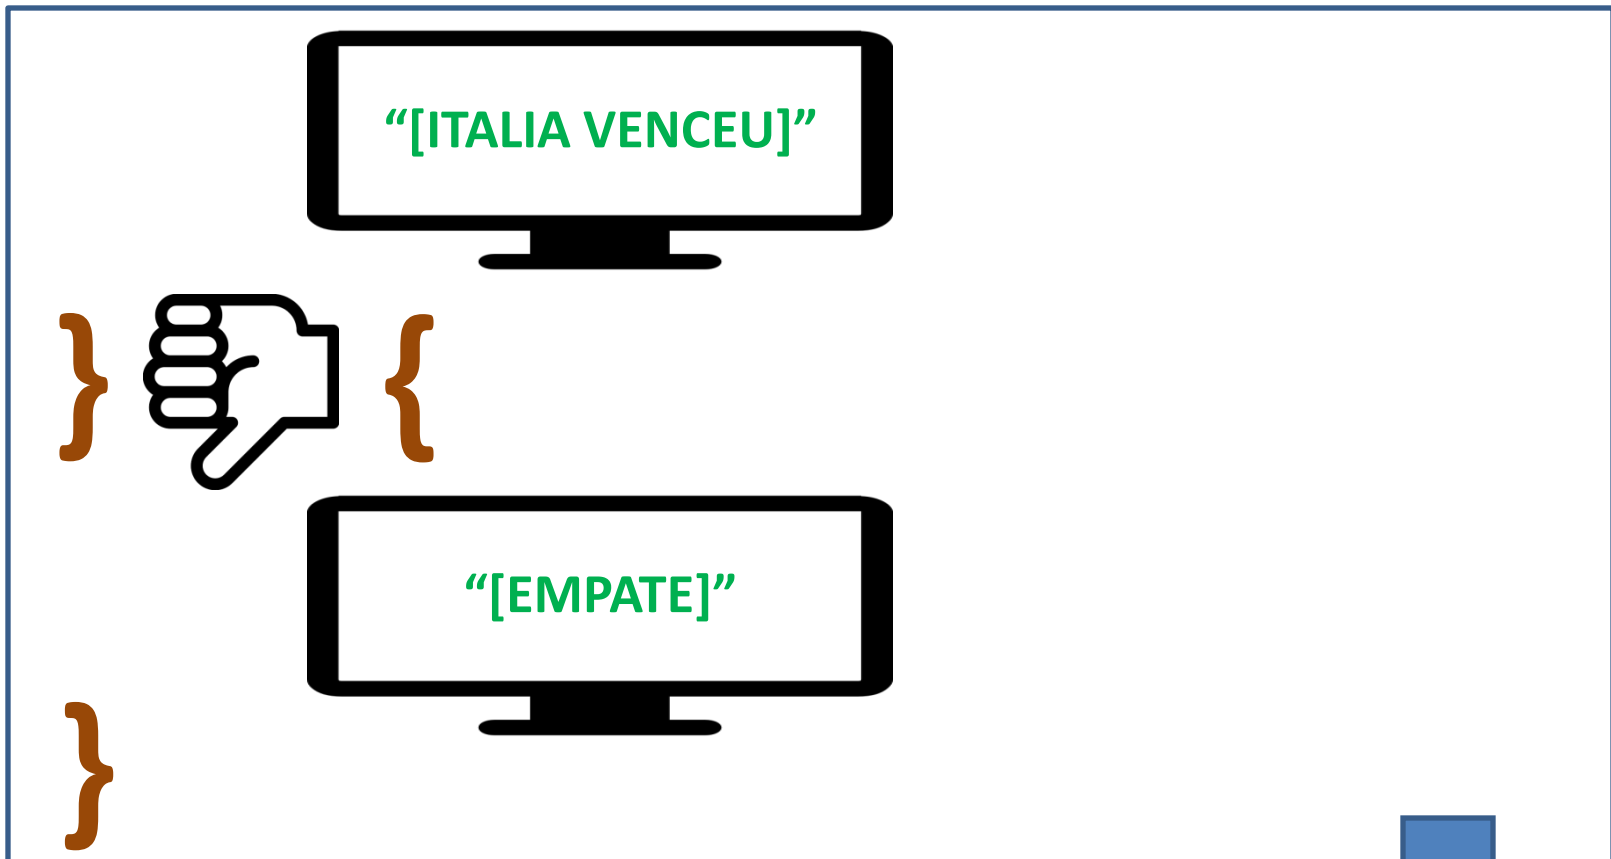 “[ITALIA VENCEU]”
} {
“[EMPATE]”
}